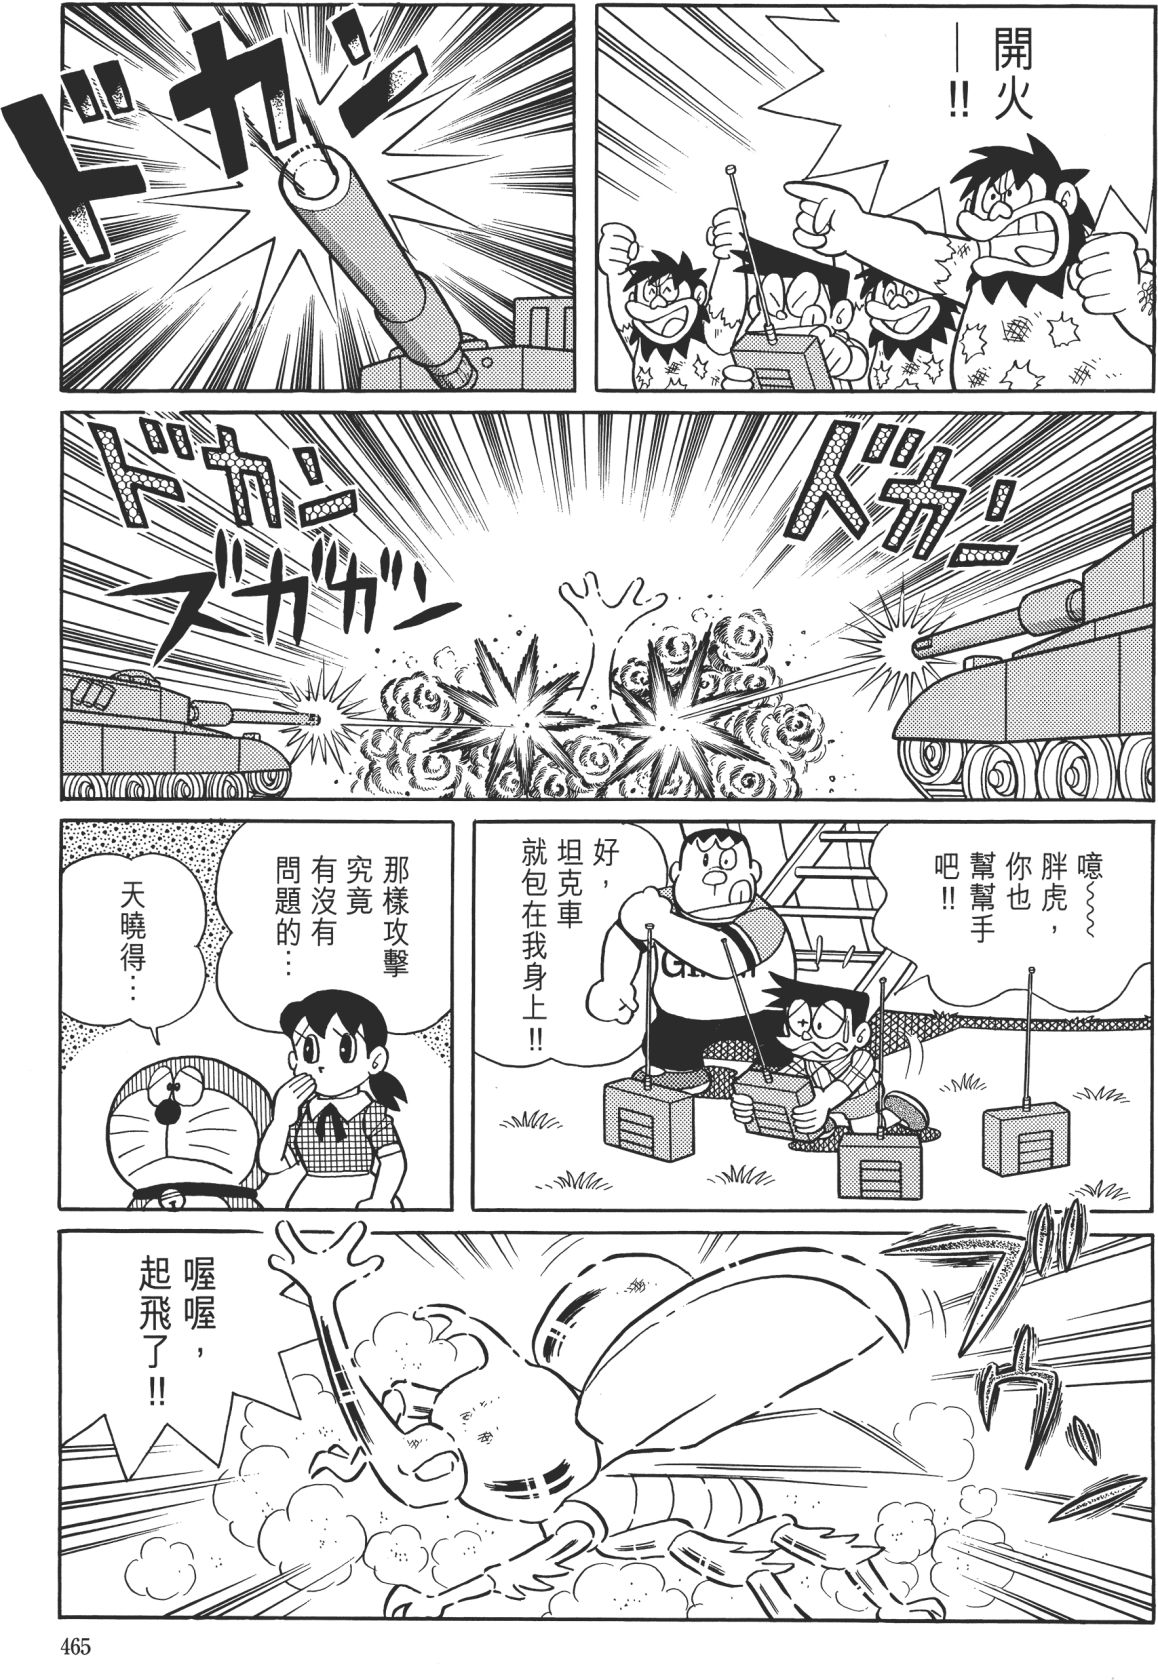 開火
——!!
ドカン
ドカン
ドカン
ズガガガン
噫~~~
胖虎，
你也
幫幫手
吧!!
好，
坦克車
就包在我身上!!
那樣攻擊
究竟
有沒有
問題的…
天曉得…
喔喔，
起飛了!!
465